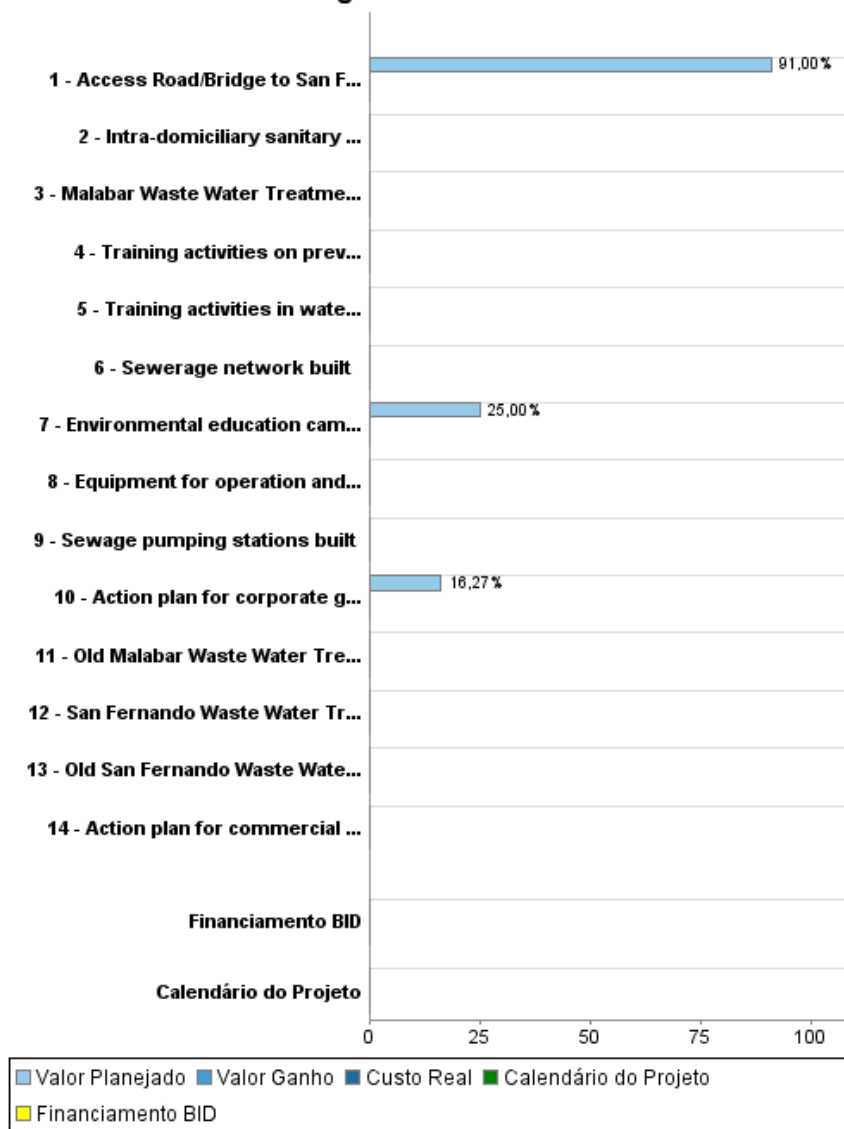 1 - Access Road/Bridge to San F...
91,00%
2 - Intra-domiciliary sanitary ...
3 - Malabar Waste Water Treatme...
4 - Training activities on prev...
5 - Training activities in wate...
6 - Sewerage network built
7 - Environmental education cam...
25,00%
8 - Equipment for operation and...
9 - Sewage pumping stations built
10 - Action plan for corporate g...
16,27%
11 - Old Malabar Waste Water Tre...
12 - San Fernando Waste Water Tr...
13 - Old San Fernando Waste Wate...
14 - Action plan for commercial ...
Financiamento BID
Calendário do Projeto
0 25 50 75 100
Valor Planejado Valor Ganho Custo Real Calendário do Projeto
Financiamento BID